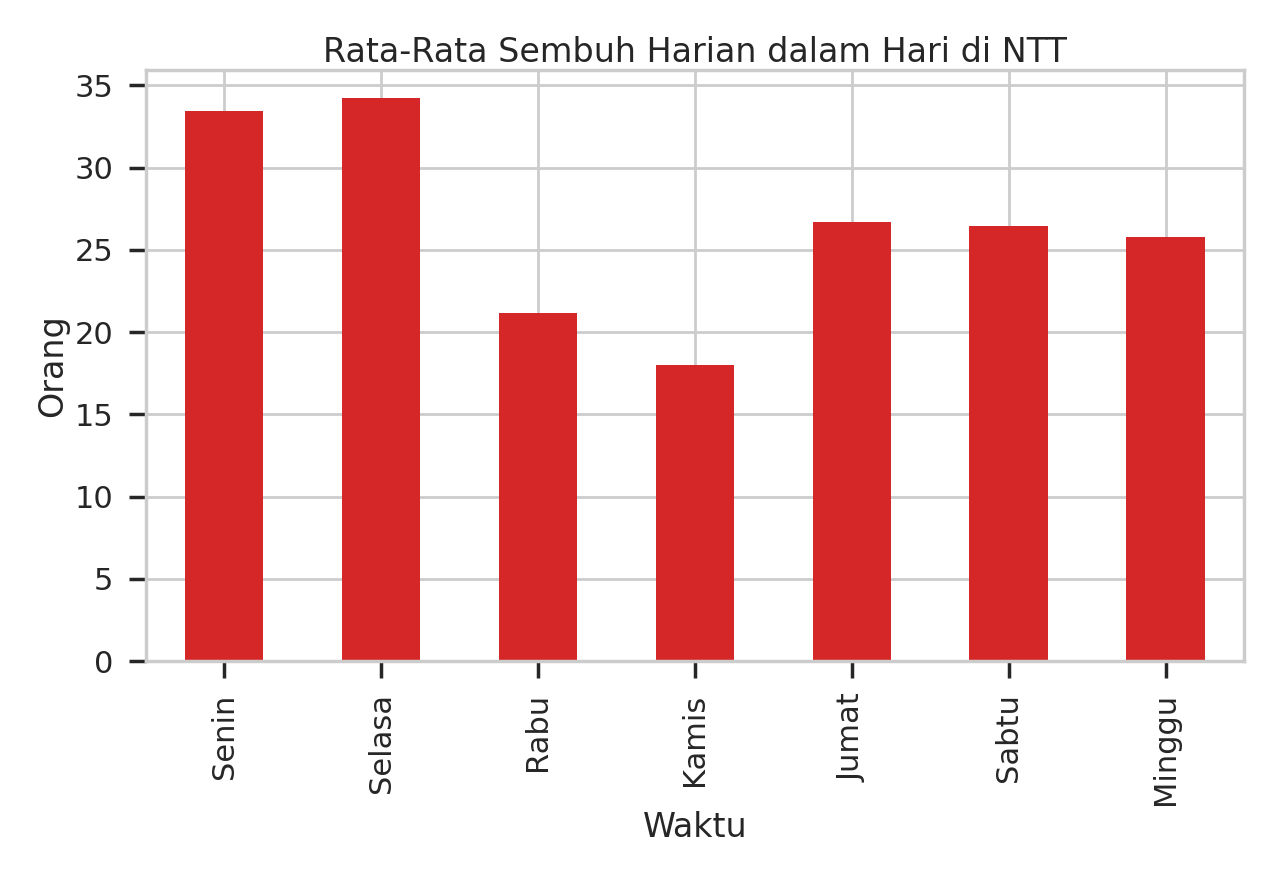 Rata-Rata Sembuh Harian dalam Hari di NTT
35
30
25
20
15
10
5
0
Orang
Senin
Selasa
Rabu
Kamis
Jumat
Sabtu
Minggu
Waktu